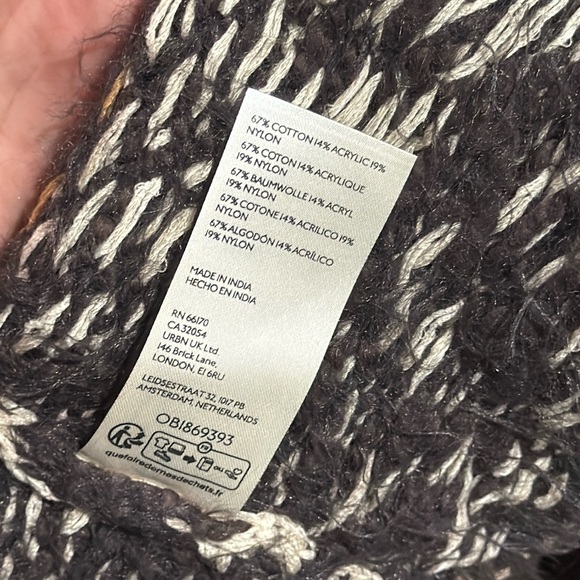 67% COTTON 14% ACRYLIC 19%
NYLON
67% COTON 14% ACRYLIQUE
19% NYLON
67% BAUMWOLLE 14% ACRYL
19% NYLON
67% COTONE 14% ACRILICO 19%
NYLON
67% ALGODÓN 14% ACRÍLICO
19% NYLON
MADE IN INDIA
HECHO EN INDIA
RN 66170
CA 32054
URBN UK Ltd.
146 Brick Lane,
LONDON, E1 6RU
LEIDSESTRAAT 32, 1017 PB
AMSTERDAM, NETHERLANDS
OB1869393
FR
ou
quefairedemesdechets.fr